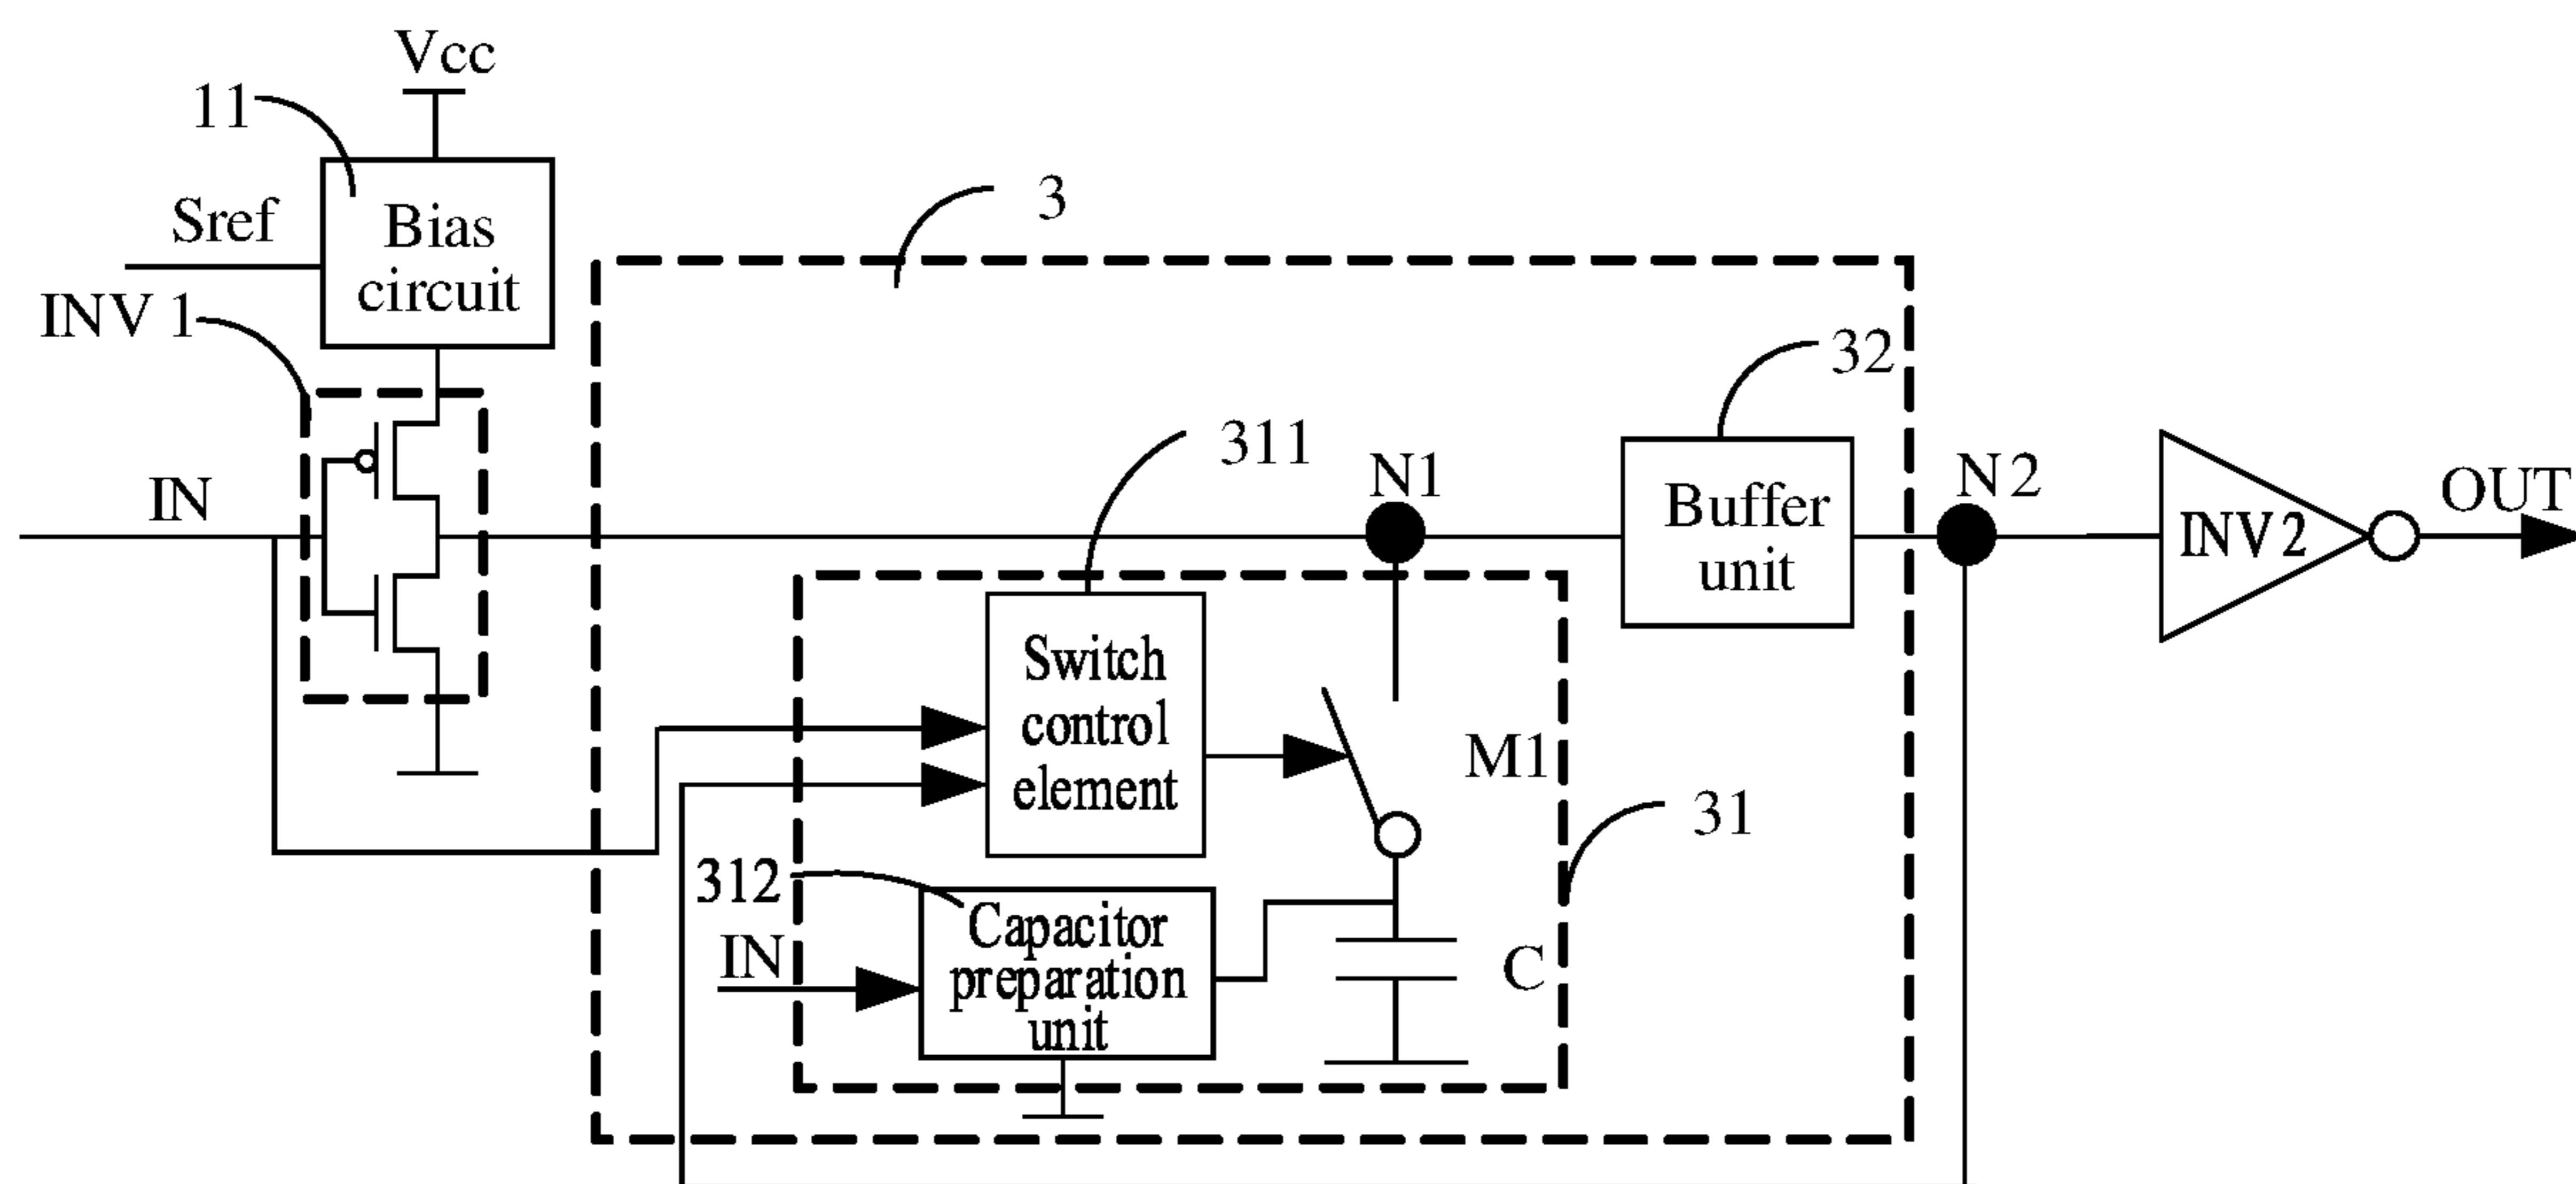 Vcc
11
Sref
Bias
circuit
3
INV 1
32
311
IN
N1
Buffer
unit
N2
INV2
OUT
Switch
control
element
M1
31
312
Capacitor
preparation
unit
IN
C